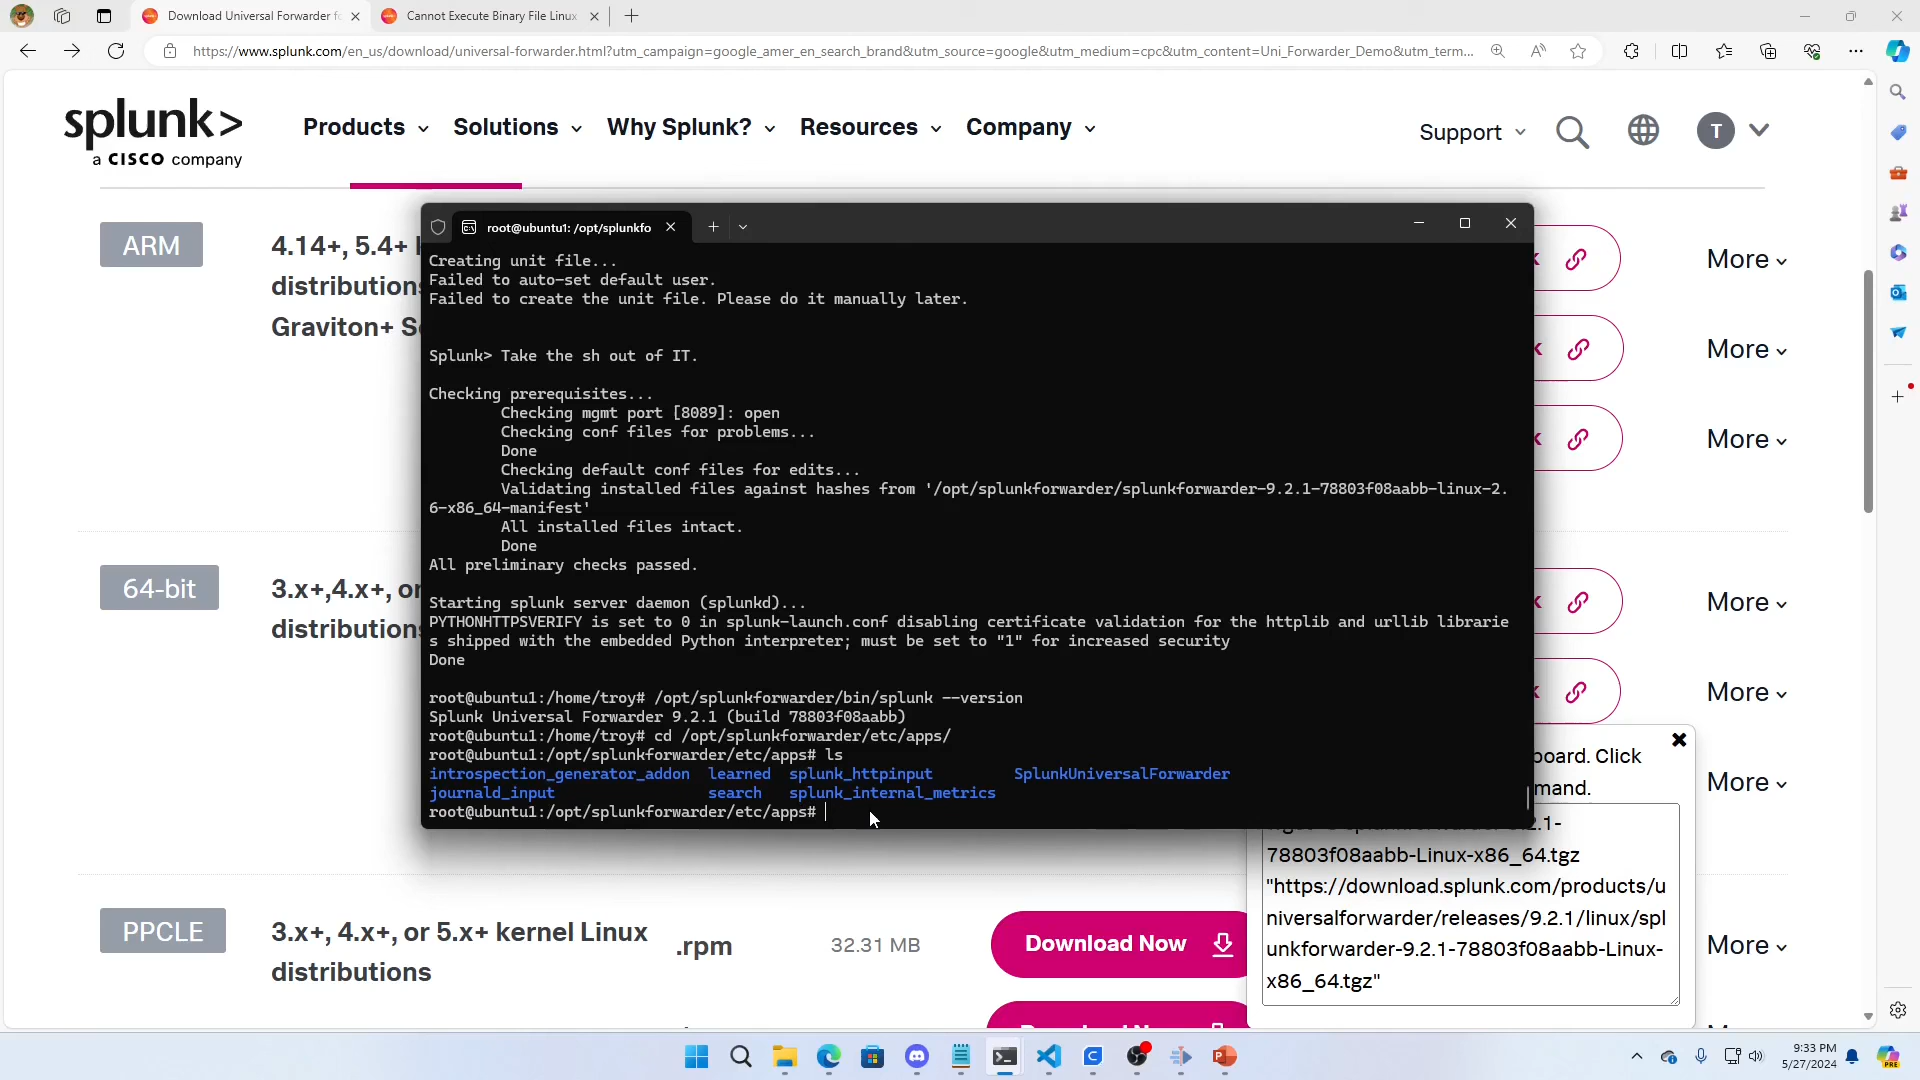 Download Universal Forwarder fo
Cannot Execute Binary File Linux
https://www.splunk.com/en_us/download/universal-forwarder.html?utm_campaign=google_amer_en_search_brand&utm_source=google&utm_medium=cpc&utm_content=Uni_Forwarder_Demo&utm_term...
splunk>
a CISCO company
Products
Solutions
Why Splunk?
Resources
Company
Support
T
ARM
4.14+, 5.4+
distributions
Graviton+ S
More
More
More
root@ubuntu1: /opt/splunkfo
Creating unit file...
Failed to auto-set default user.
Failed to create the unit file. Please do it manually later.
Splunk> Take the sh out of IT.
Checking prerequisites...
Checking mgmt port [8089]: open
Checking conf files for problems...
Done
Checking default conf files for edits...
Validating installed files against hashes from '/opt/splunkforwarder/splunkforwarder-9.2.1-78803f08aabb-linux-2.
6-x86_64-manifest'
All installed files intact.
Done
All preliminary checks passed.
Starting splunk server daemon (splunkd)...
PYTHONHTTPSVERIFY is set to 0 in splunk-launch.conf disabling certificate validation for the httplib and urllib librarie
s shipped with the embedded Python interpreter; must be set to "1" for increased security
Done
root@ubuntu1:/home/troy# /opt/splunkforwarder/bin/splunk --version
Splunk Universal Forwarder 9.2.1 (build 78803f08aabb)
root@ubuntu1:/home/troy# cd /opt/splunkforwarder/etc/apps/
root@ubuntu1:/opt/splunkforwarder/etc/apps# ls
introspection_generator_addon learned splunk_httpinput SplunkUniversalForwarder
journald_input search splunk_internal_metrics
root@ubuntu1:/opt/splunkforwarder/etc/apps#
64-bit
3.x+,4.x+, or
distributions
More
More
More
board. Click
mand.
78803f08aabb-Linux-x86_64.tgz
"https://download.splunk.com/products/u
niversalforwarder/releases/9.2.1/linux/spl
unkforwarder-9.2.1-78803f08aabb-Linux-
x86_64.tgz"
PPCLE
3.x+, 4.x+, or 5.x+ kernel Linux
distributions
.rpm
32.31 MB
Download Now
More
9:33 PM
5/27/2024